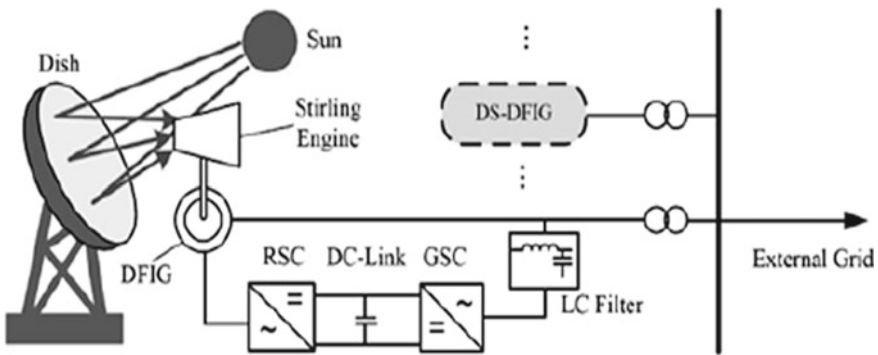 Sun
Dish
Stirling
Engine
DS-DFIG
DFIG
RSC
DC-Link
GSC
LC Filter
External Grid